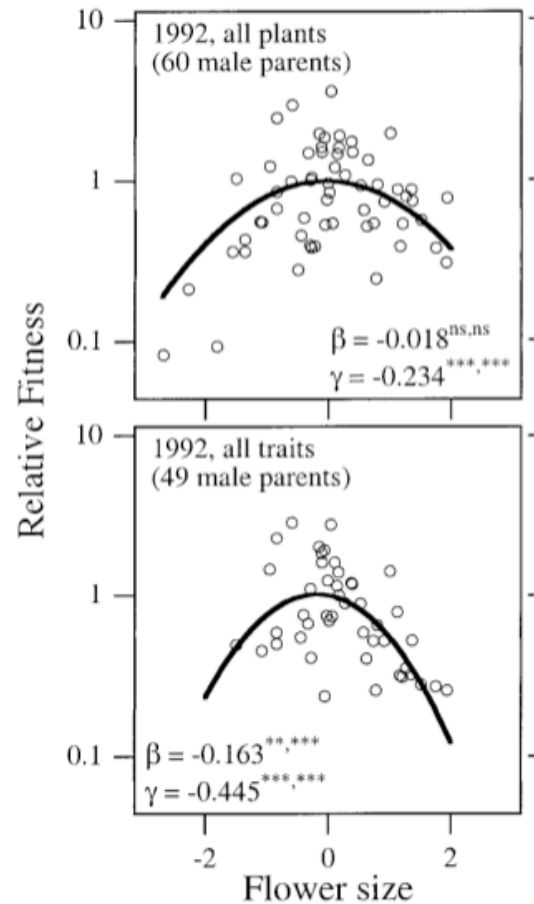 10
1992, all plants
(60 male parents)
1
0.1
β = -0.018ns,ns
γ = -0.234***,***
Relative Fitness
10
1992, all traits
(49 male parents)
1
0.1
β = -0.163**,***
γ = -0.445***,***
-2 0 2
Flower size